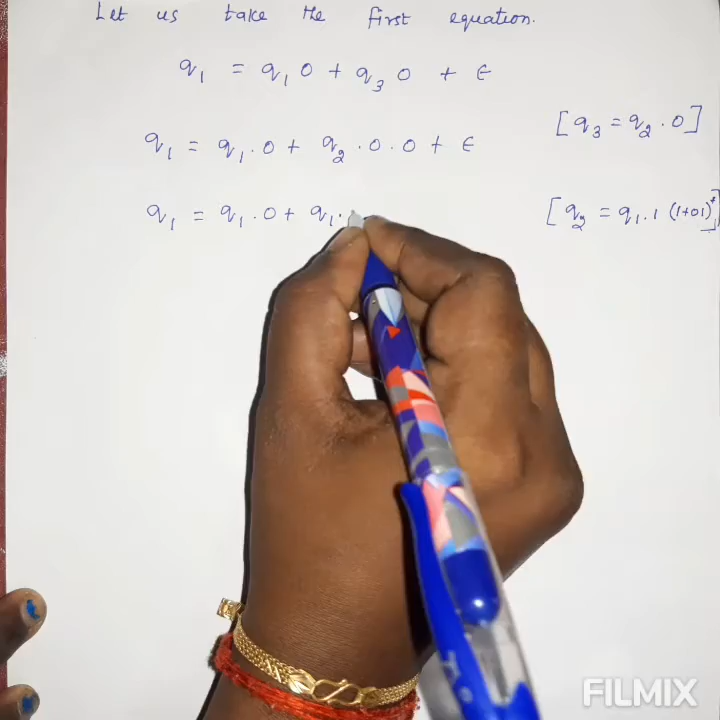 Let us take the first equation.
q₁ = q₁ 0 + q₃ 0 + ϵ
q₁ = q₁ . 0 + q₂ . 0 . 0 + ϵ [q₃ = q₂ . 0]
q₁ = q₁ . 0 + q₁ . [q₂ = q₁ . 1 (1+01)*]
FILMIX